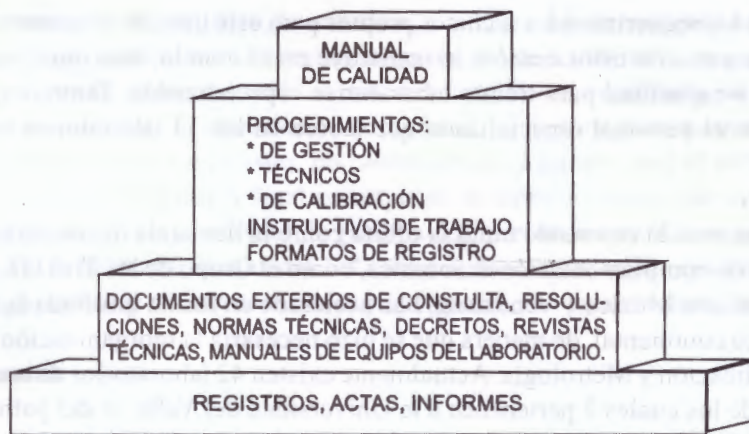 MANUAL
DE CALIDAD
PROCEDIMIENTOS:
* DE GESTIÓN
* TÉCNICOS
* DE CALIBRACIÓN
INSTRUCTIVOS DE TRABAJO
FORMATOS DE REGISTRO
DOCUMENTOS EXTERNOS DE CONSTULTA, RESOLU-
CIONES, NORMAS TÉCNICAS, DECRETOS, REVISTAS
TÉCNICAS, MANUALES DE EQUIPOS DEL LABORATORIO.
REGISTROS, ACTAS, INFORMES